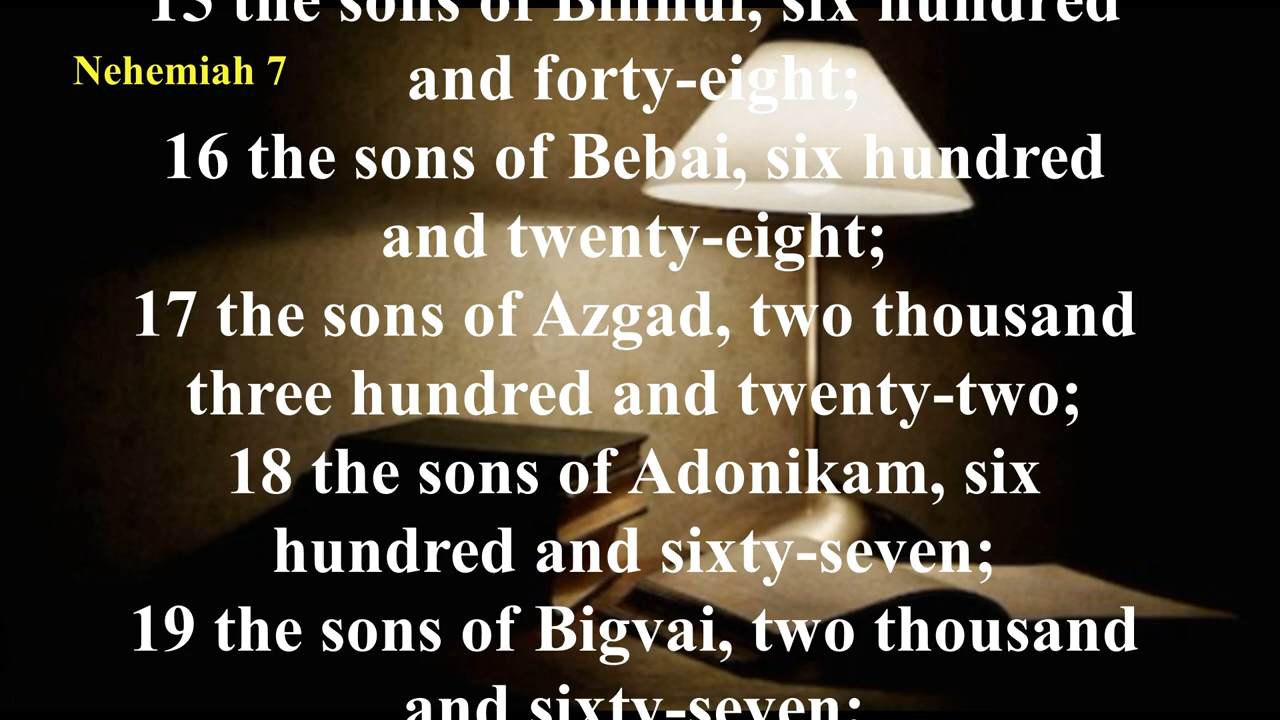 15 the sons of Binnui, six hundred
Nehemiah 7
and forty-eight;
16 the sons of Bebai, six hundred
and twenty-eight;
17 the sons of Azgad, two thousand
three hundred and twenty-two;
18 the sons of Adonikam, six
hundred and sixty-seven;
19 the sons of Bigvai, two thousand
and sixty-seven;